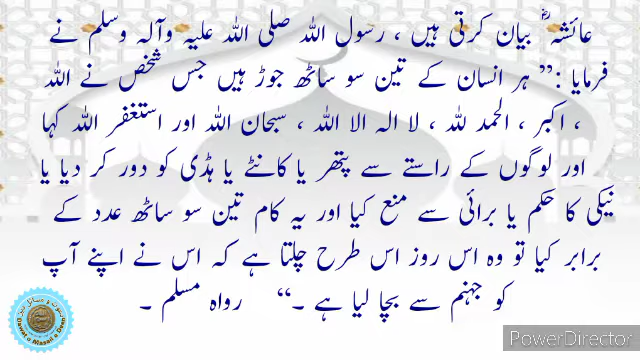 عائشہ ؓ بیان کرتی ہیں ، رسول اللہ صلی اللہ علیہ وآلہ وسلم نے
فرمایا :’’ ہر انسان کے تین سو ساٹھ جوڑ ہیں جس شخص نے اللہ
اکبر ، الحمد للہ ، لا الہ الا اللہ ، سبحان اللہ اور استغفر اللہ کہا ،
اور لوگوں کے راستے سے پتھر یا کانٹے یا ہڈی کو دور کر دیا یا
نیکی کا حکم یا برائی سے منع کیا اور یہ کام تین سو ساٹھ عدد کے
برابر کیا تو وہ اس روز اس طرح چلتا ہے کہ اس نے اپنے آپ
کو جہنم سے بچا لیا ہے ۔‘‘ رواہ مسلم ۔
Dawat o Masail e Deen
PowerDirector